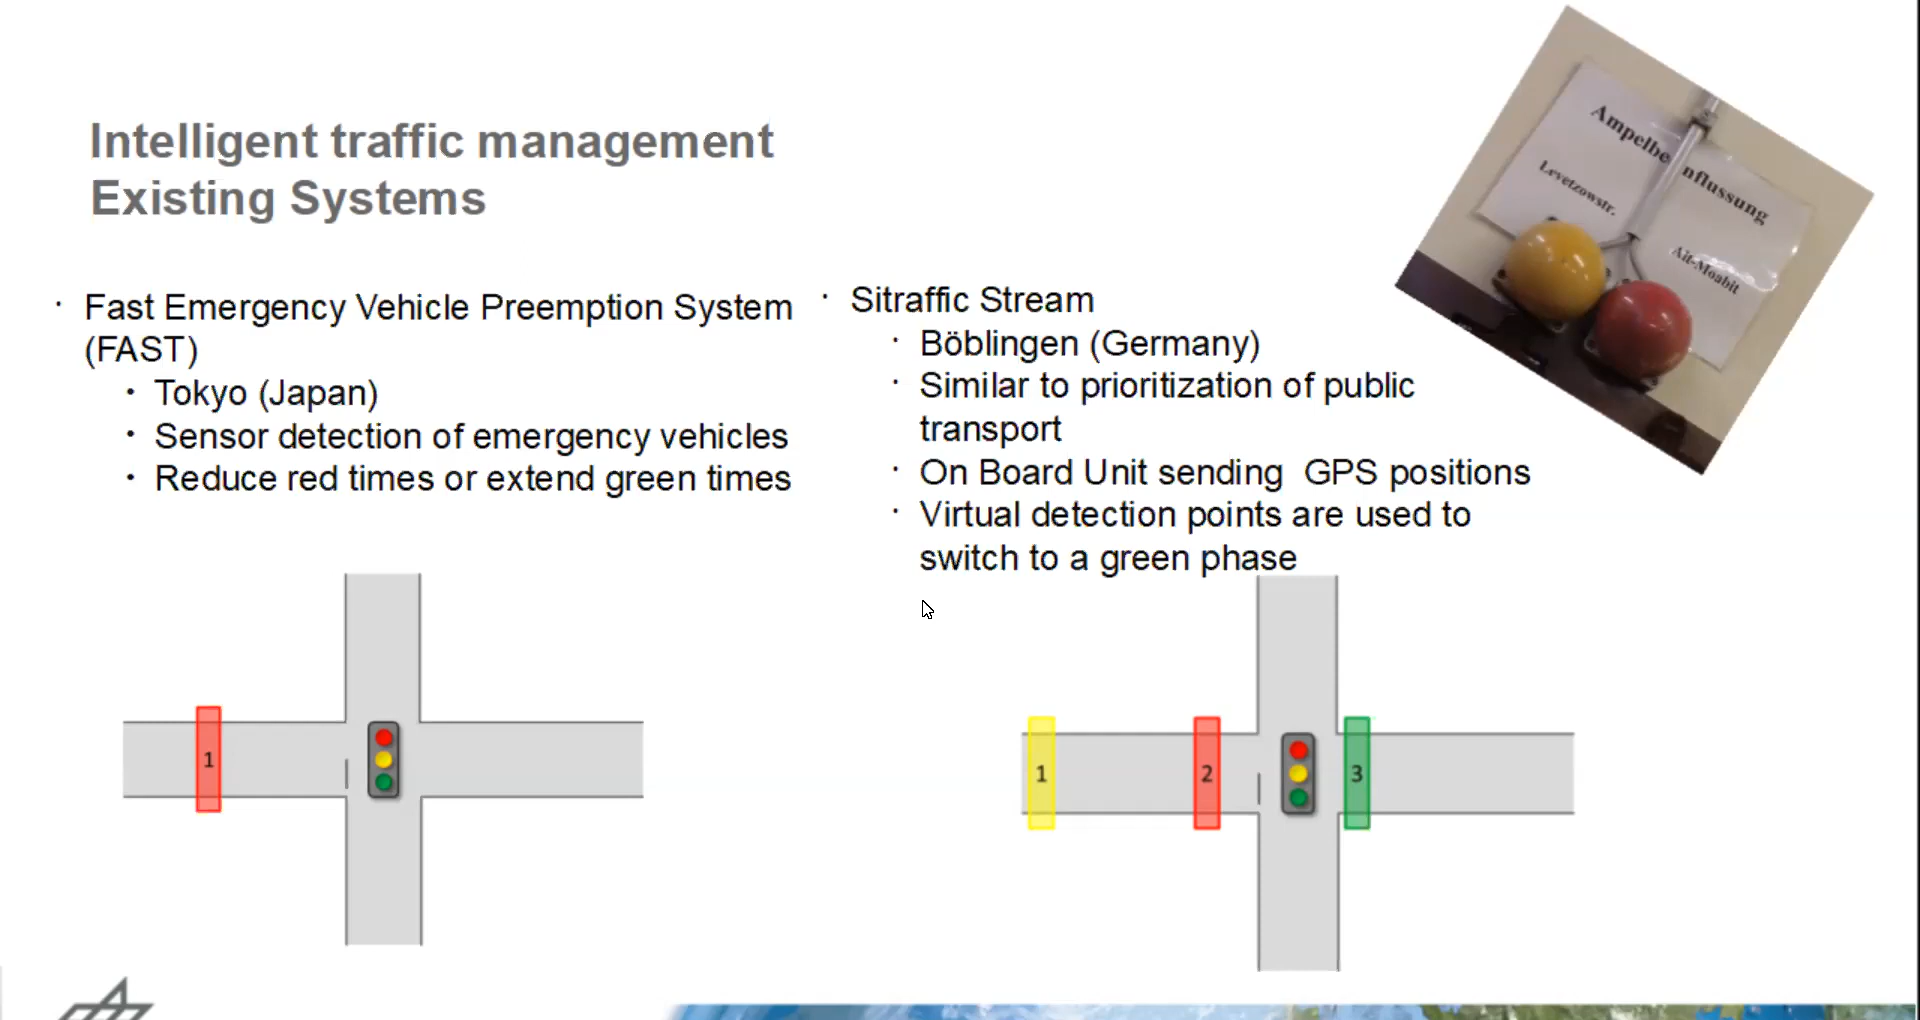 Intelligent traffic management
Existing Systems
· Fast Emergency Vehicle Preemption System
(FAST)
• Tokyo (Japan)
• Sensor detection of emergency vehicles
• Reduce red times or extend green times
· Sitraffic Stream
· Böblingen (Germany)
· Similar to prioritization of public
transport
· On Board Unit sending GPS positions
· Virtual detection points are used to
switch to a green phase
Ampelbe nflussung
Levetzowstr.
Alt-Moabit
1
1
2
3